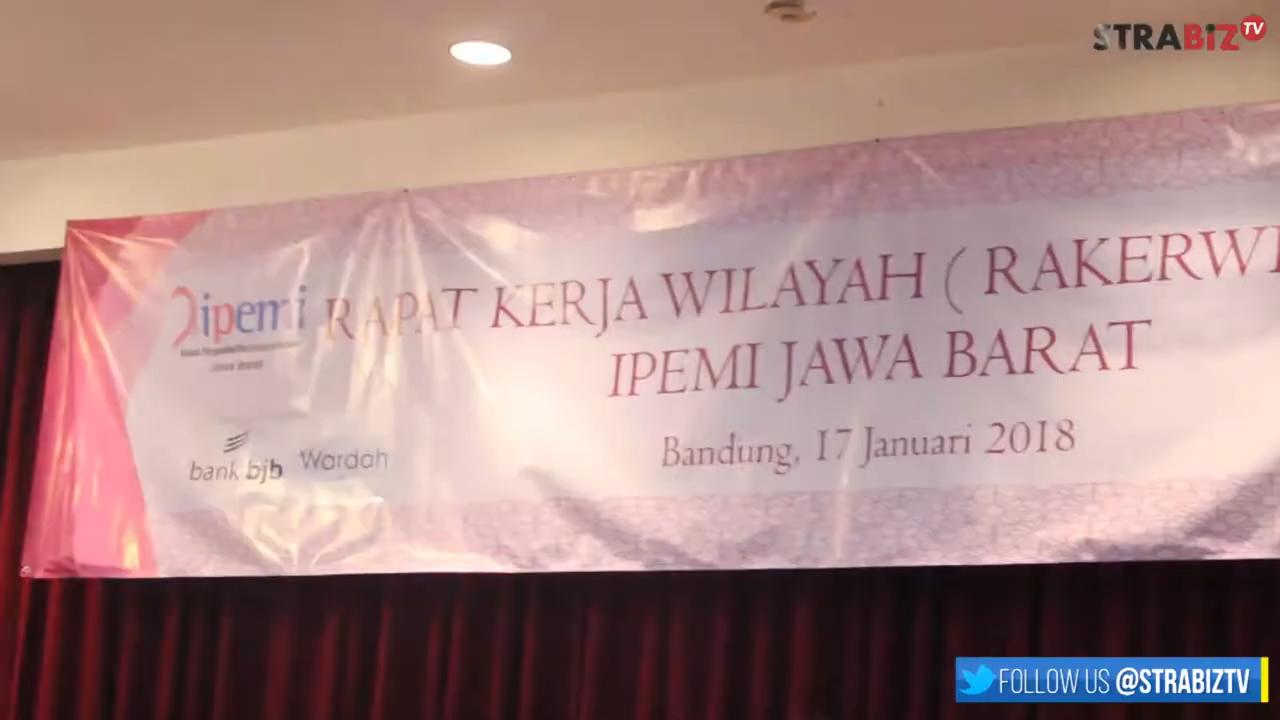 STRABIZ TV
ipemi
RAPAT KERJA WILAYAH ( RAKERWI
IPEMI JAWA BARAT
Bandung, 17 Januari 2018
bank bjb
Wardah
FOLLOW US @STRABIZTV